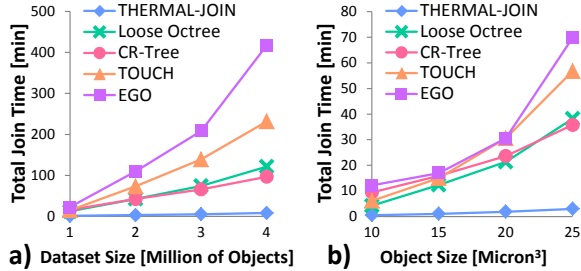 Total Join Time [min]
500
400
300
200
100
0
THERMAL-JOIN
Loose Octree
CR-Tree
TOUCH
EGO
1 2 3 4
a) Dataset Size [Million of Objects]
Total Join Time [min]
80
70
60
50
40
30
20
10
0
THERMAL-JOIN
Loose Octree
CR-Tree
TOUCH
EGO
10 15 20 25
b) Object Size [Micron³]